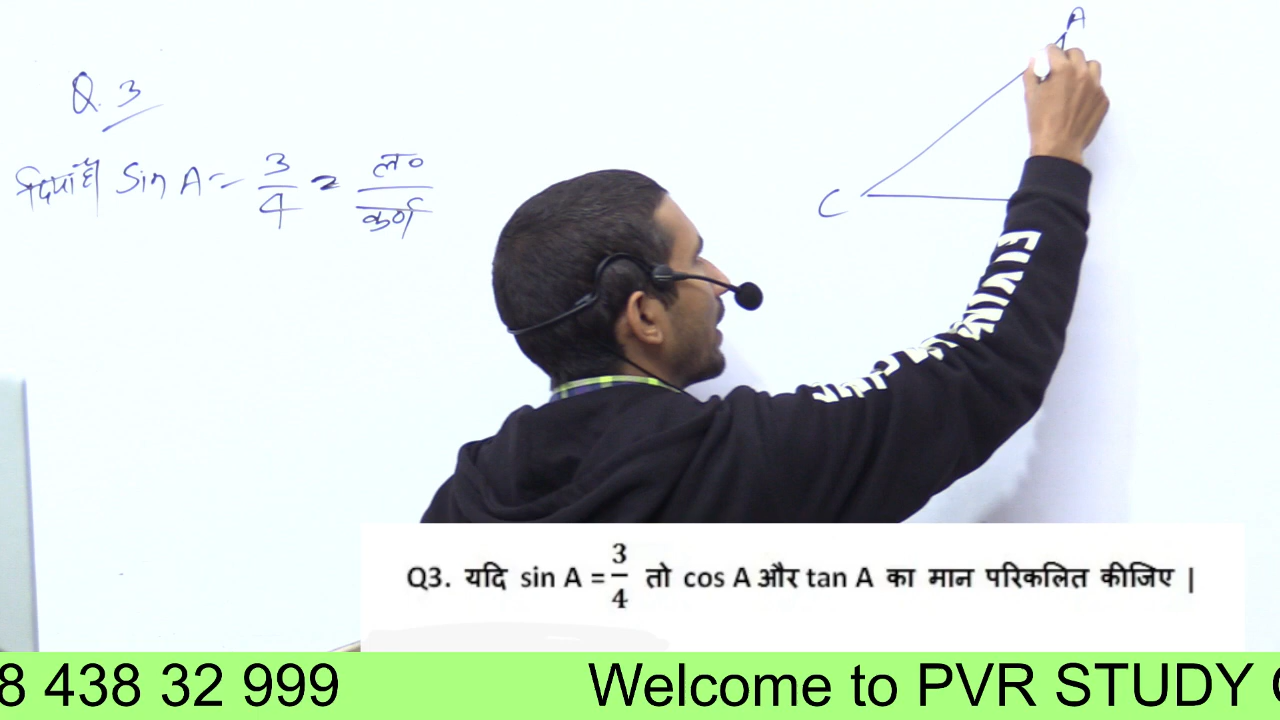 Q. 3
दिया है| Sin A = 3/4 = ल०/कर्ण
A
C
Q3. यदि sin A = 3/4 तो cos A और tan A का मान परिकलित कीजिए |
8 438 32 999 Welcome to PVR STUDY